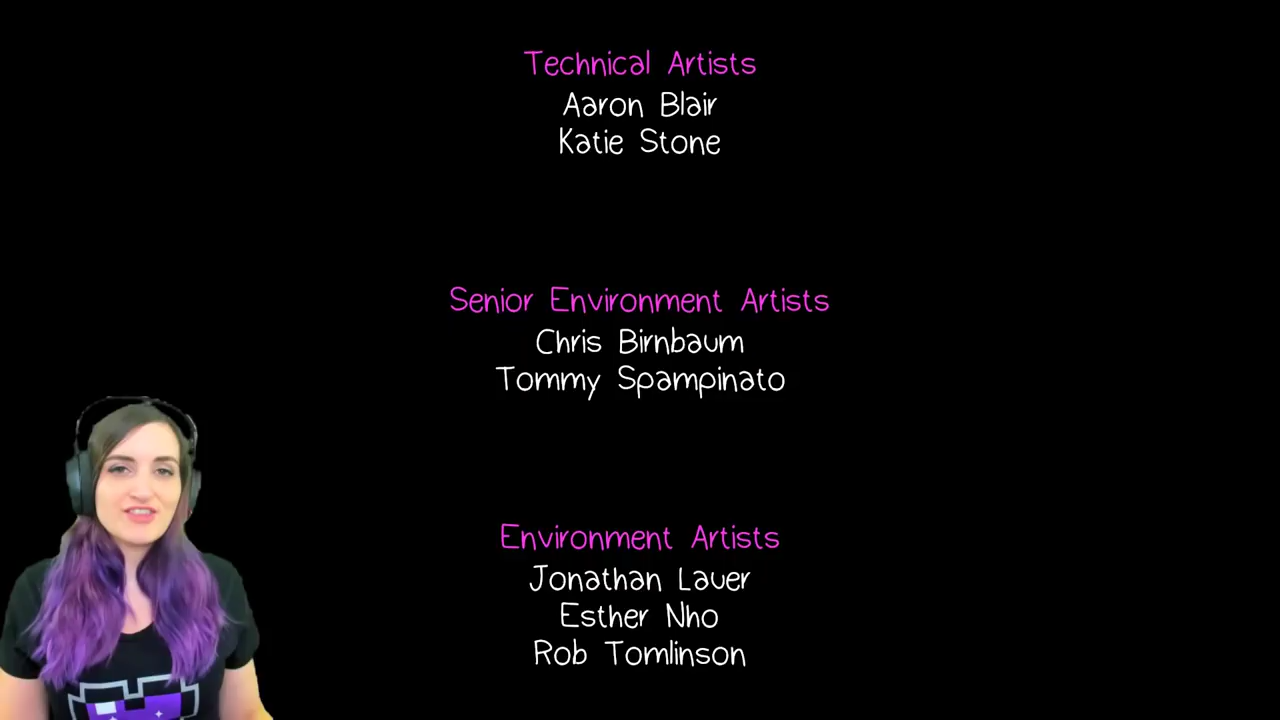 Technical Artists
Aaron Blair
Katie Stone
Senior Environment Artists
Chris Birnbaum
Tommy Spampinato
Environment Artists
Jonathan Lauer
Esther Nho
Rob Tomlinson